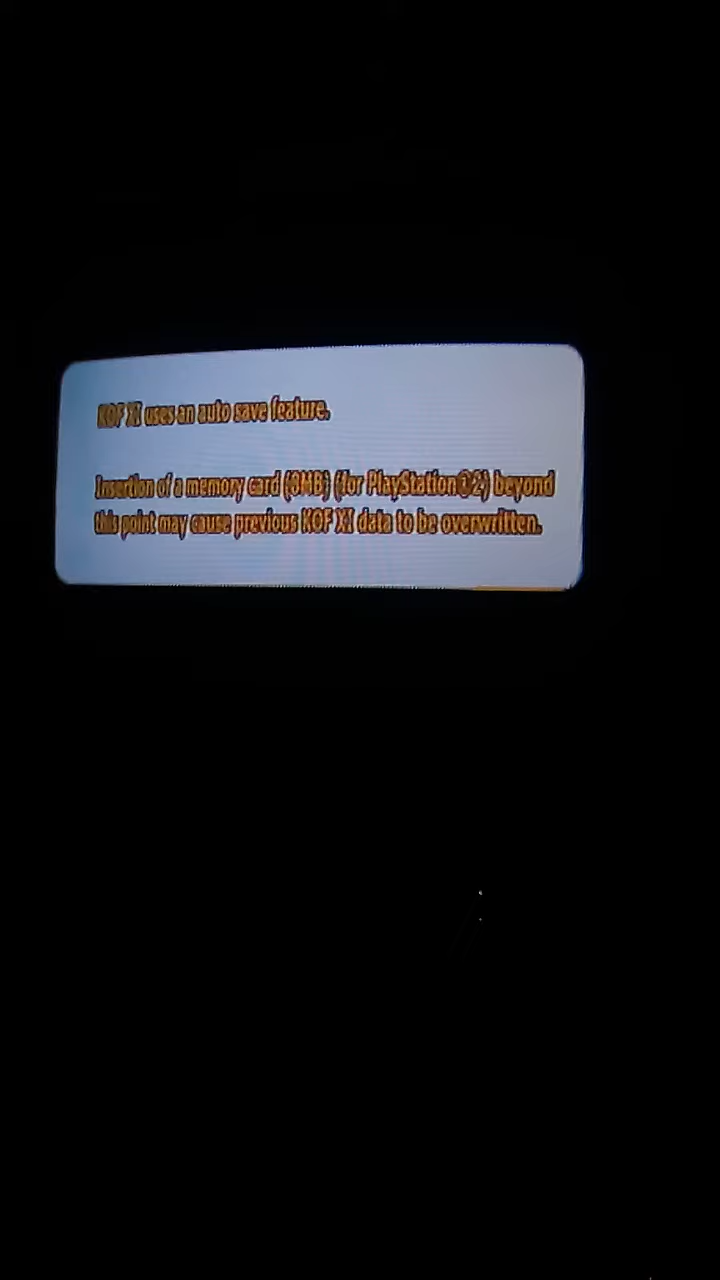 KOF XI uses an auto save feature.
Insertion of a memory card (8MB) (for PlayStation®2) beyond
this point may cause previous KOF XI data to be overwritten.